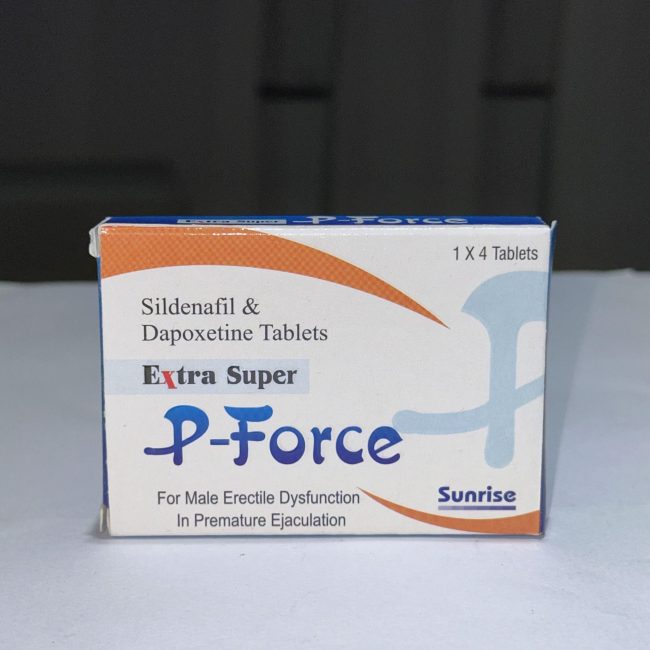 Extra Super P-Force
1 X 4 Tablets
Sildenafil &
Dapoxetine Tablets
Extra Super
P-Force
For Male Erectile Dysfunction
In Premature Ejaculation
Sunrise